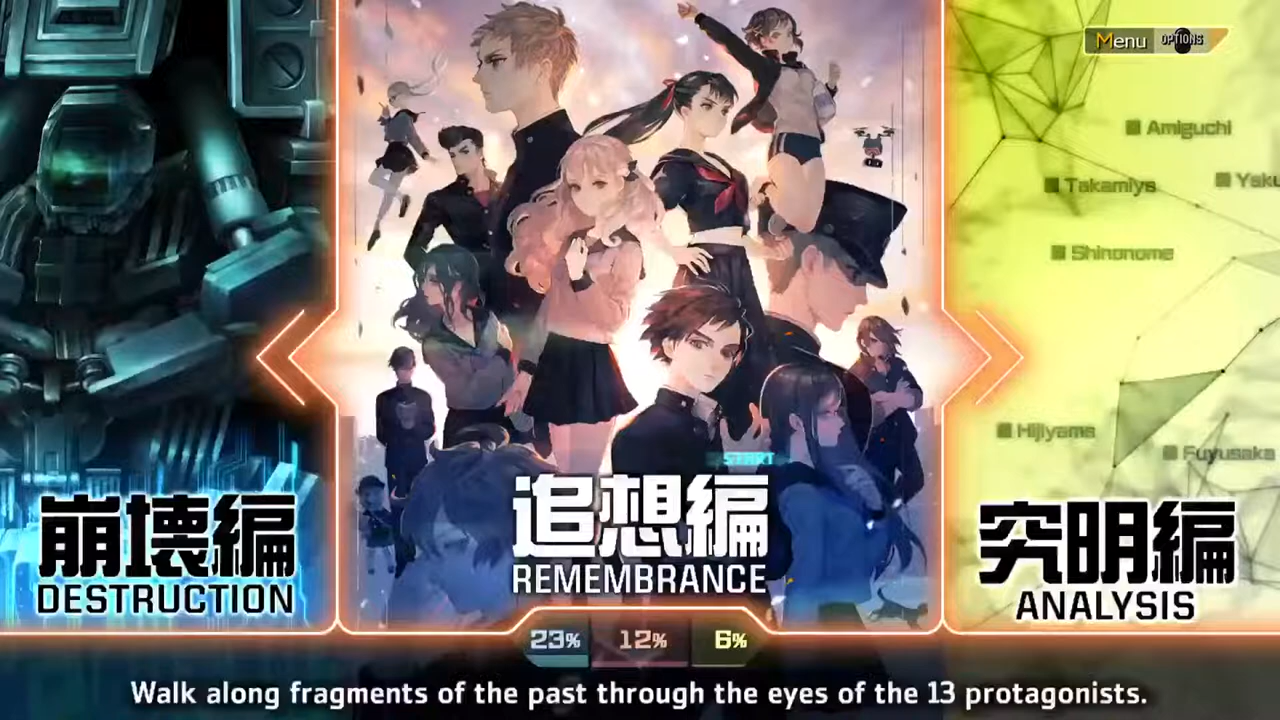 Menu OPTIONS
Amiguchi
Takamiya
Shinonome
Hijiyama
Fuyusaka
START
崩壊編
DESTRUCTION
追想編
REMEMBRANCE
究明編
ANALYSIS
23% 12% 6%
Walk along fragments of the past through the eyes of the 13 protagonists.